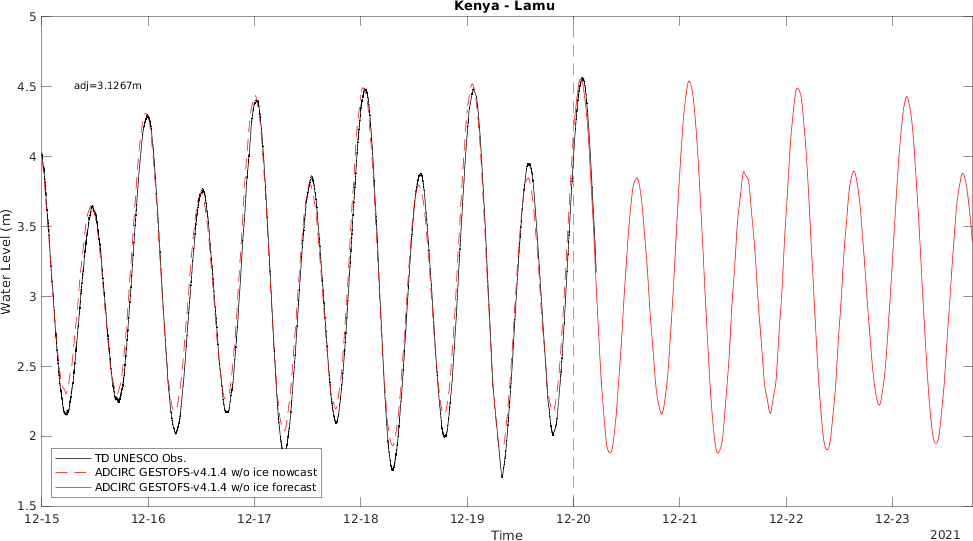 Kenya - Lamu
5
4.5
adj=3.1267m
4
3.5
3
2.5
2
1.5
Water Level (m)
TD UNESCO Obs.
ADCIRC GESTOFS-v4.1.4 w/o ice nowcast
ADCIRC GESTOFS-v4.1.4 w/o ice forecast
12-15 12-16 12-17 12-18 12-19 12-20 12-21 12-22 12-23
Time
2021